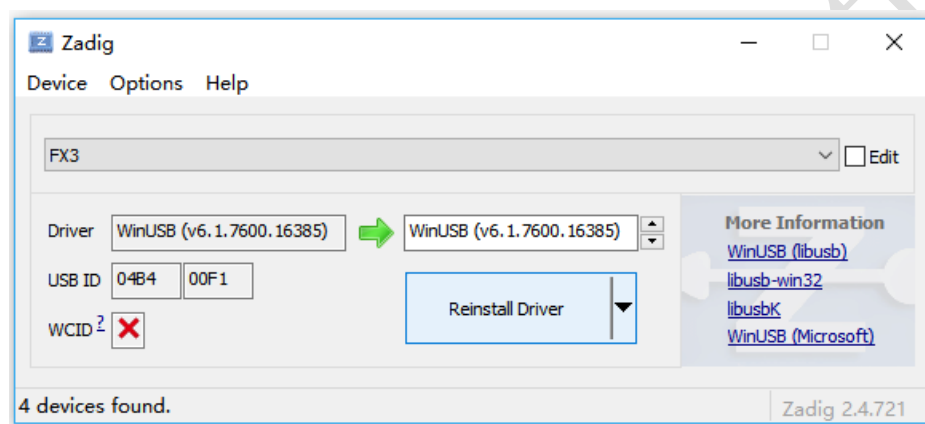 Zadig
Device Options Help
FX3
Edit
Driver WinUSB (v6.1.7600.16385) WinUSB (v6.1.7600.16385)
USB ID 04B4 00F1
WCID ?
Reinstall Driver
More Information
WinUSB (libusb)
libusb-win32
libusbK
WinUSB (Microsoft)
4 devices found.
Zadig 2.4.721